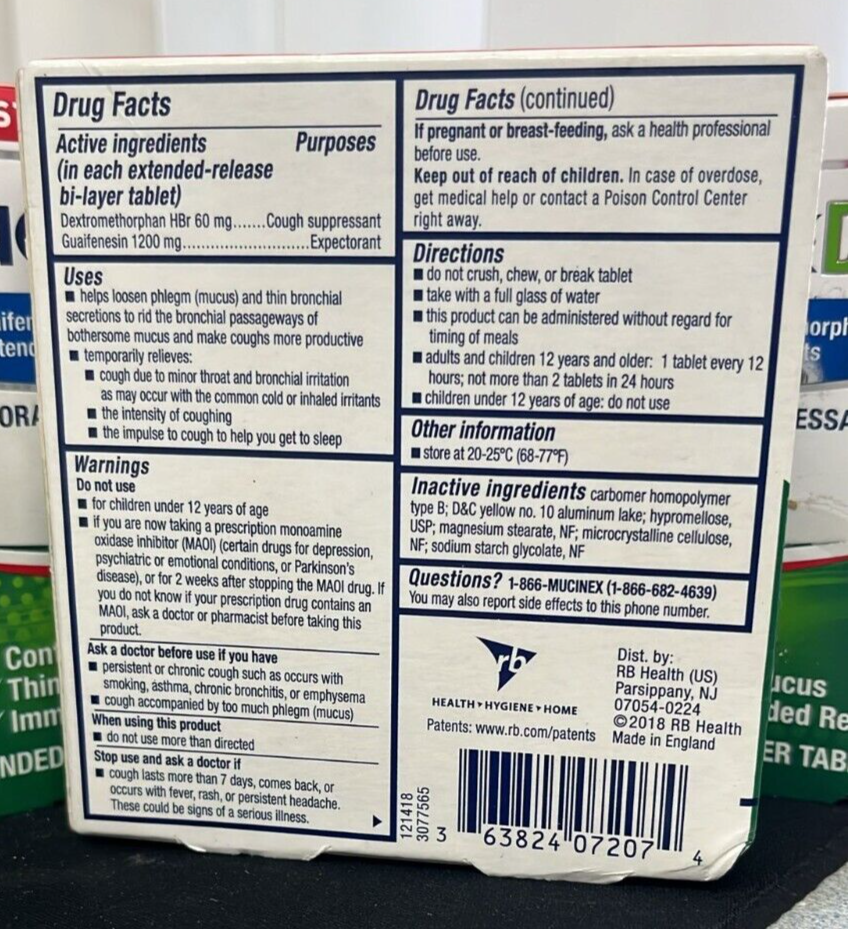 Drug Facts
Active ingredients Purposes
(in each extended-release
bi-layer tablet)
Dextromethorphan HBr 60 mg.......Cough suppressant
Guaifenesin 1200 mg............................Expectorant
Uses
■ helps loosen phlegm (mucus) and thin bronchial
secretions to rid the bronchial passageways of
bothersome mucus and make coughs more productive
■ temporarily relieves:
■ cough due to minor throat and bronchial irritation
as may occur with the common cold or inhaled irritants
■ the intensity of coughing
■ the impulse to cough to help you get to sleep
Warnings
Do not use
■ for children under 12 years of age
■ if you are now taking a prescription monoamine
oxidase inhibitor (MAOI) (certain drugs for depression,
psychiatric or emotional conditions, or Parkinson's
disease), or for 2 weeks after stopping the MAOI drug. If
you do not know if your prescription drug contains an
MAOI, ask a doctor or pharmacist before taking this
product.
Ask a doctor before use if you have
■ persistent or chronic cough such as occurs with
smoking, asthma, chronic bronchitis, or emphysema
■ cough accompanied by too much phlegm (mucus)
When using this product
■ do not use more than directed
Stop use and ask a doctor if
■ cough lasts more than 7 days, comes back, or
occurs with fever, rash, or persistent headache.
These could be signs of a serious illness.
Drug Facts (continued)
If pregnant or breast-feeding, ask a health professional
before use.
Keep out of reach of children. In case of overdose,
get medical help or contact a Poison Control Center
right away.
Directions
■ do not crush, chew, or break tablet
■ take with a full glass of water
■ this product can be administered without regard for
timing of meals
■ adults and children 12 years and older: 1 tablet every 12
hours; not more than 2 tablets in 24 hours
■ children under 12 years of age: do not use
Other information
■ store at 20-25°C (68-77°F)
Inactive ingredients carbomer homopolymer
type B; D&C yellow no. 10 aluminum lake; hypromellose,
USP; magnesium stearate, NF; microcrystalline cellulose,
NF; sodium starch glycolate, NF
Questions? 1-866-MUCINEX (1-866-682-4639)
You may also report side effects to this phone number.
rb
HEALTH ▸ HYGIENE ▸ HOME
Patents: www.rb.com/patents
Dist. by:
RB Health (US)
Parsippany, NJ
07054-0224
©2018 RB Health
Made in England
121418
3077565
3 63824 07207 4